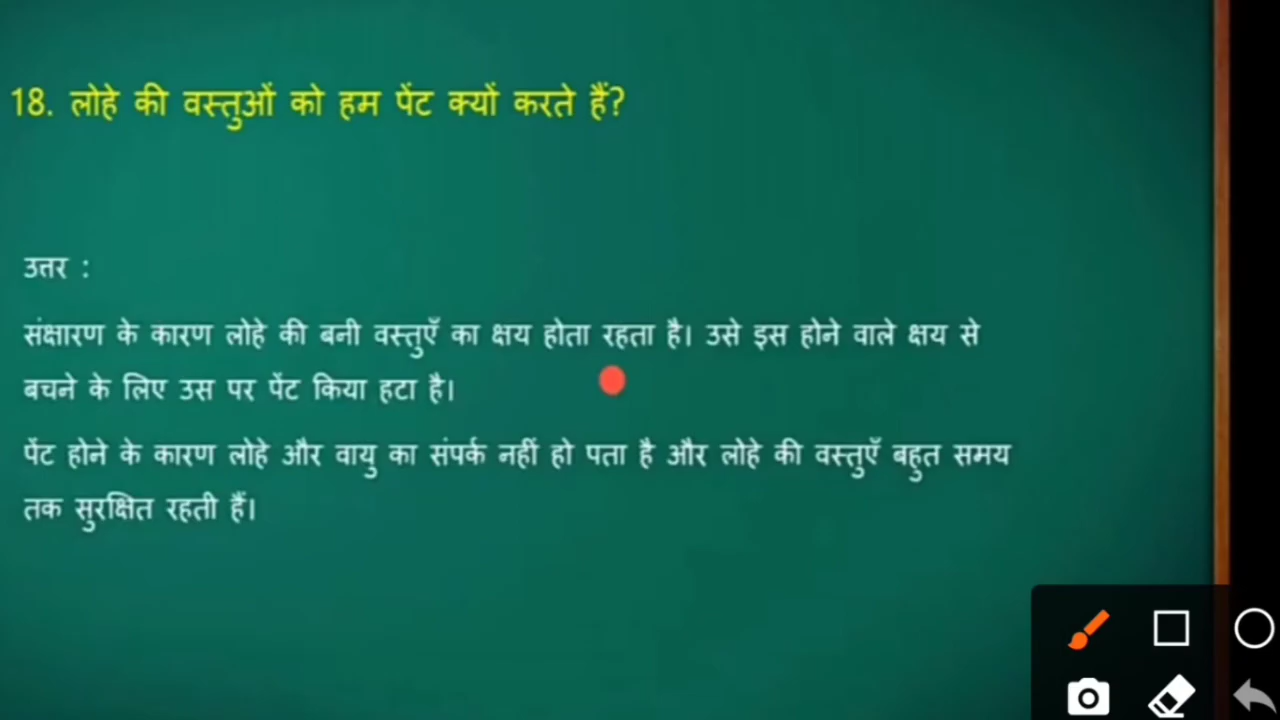 18. लोहे की वस्तुओं को हम पेंट क्यों करते हैं?
उत्तर :
संक्षारण के कारण लोहे की बनी वस्तुएँ का क्षय होता रहता है। उसे इस होने वाले क्षय से
बचने के लिए उस पर पेंट किया हटा है।
पेंट होने के कारण लोहे और वायु का संपर्क नहीं हो पता है और लोहे की वस्तुएँ बहुत समय
तक सुरक्षित रहती हैं।